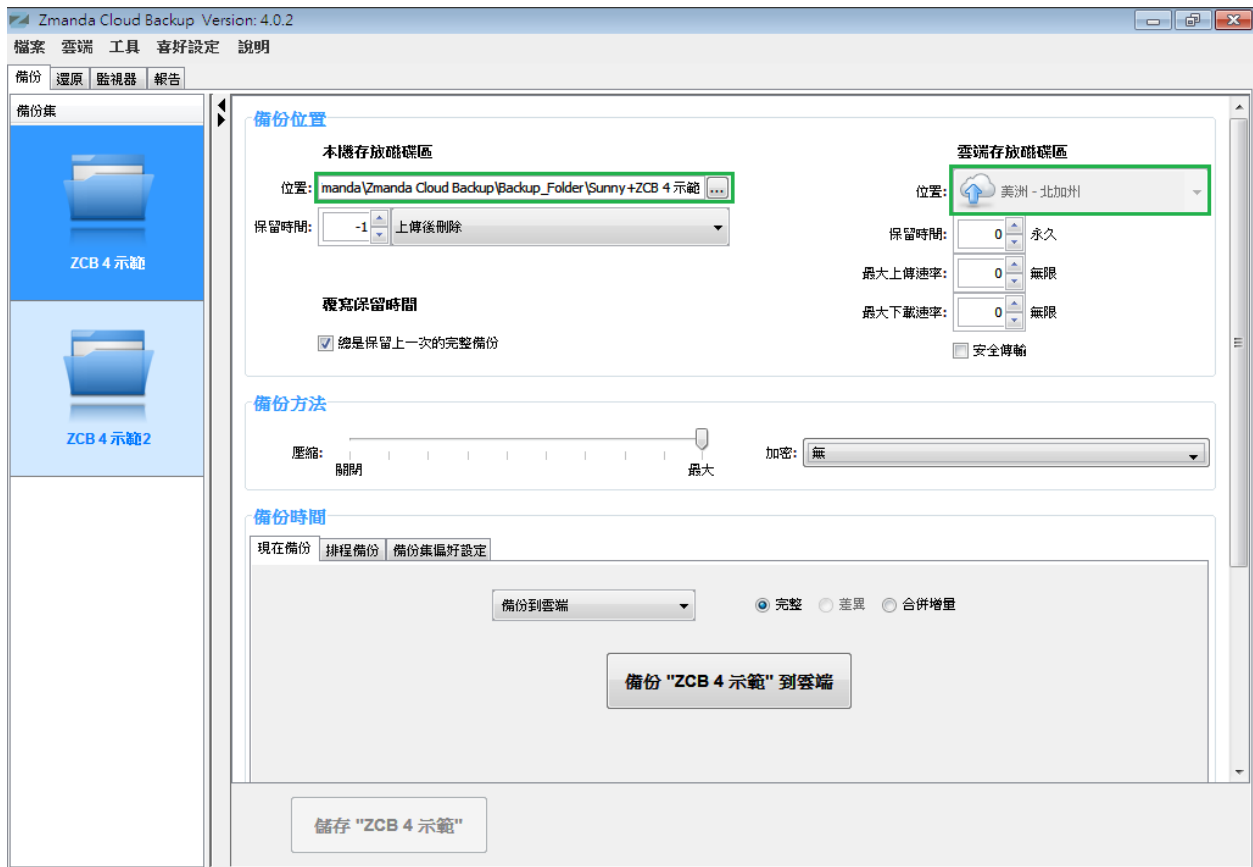 Zmanda Cloud Backup  Version: 4.0.2
檔案 雲端 工具 喜好設定 說明
備份 還原 監視器 報告
備份集
ZCB 4 示範
ZCB 4 示範2
備份位置
本機存放磁碟區
位置: manda\Zmanda Cloud Backup\Backup_Folder\Sunny+ZCB 4 示範 ...
保留時間: -1 上傳後刪除
覆寫保留時間
總是保留上一次的完整備份
雲端存放磁碟區
位置: 美洲 - 北加州
保留時間: 0 永久
最大上傳速率: 0 無限
最大下載速率: 0 無限
安全傳輸
備份方法
壓縮:
關閉 最大
加密: 無
備份時間
現在備份 排程備份 備份集偏好設定
備份到雲端 完整 差異 合併增量
備份 "ZCB 4 示範" 到雲端
儲存 "ZCB 4 示範"